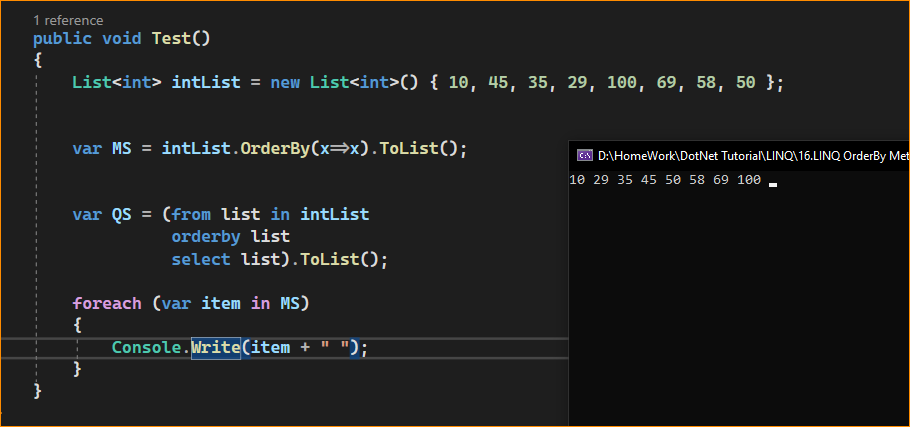 1 reference
public void Test()
{
List<int> intList = new List<int>() { 10, 45, 35, 29, 100, 69, 58, 50 };
var MS = intList.OrderBy(x=>x).ToList();
var QS = (from list in intList
orderby list
select list).ToList();
foreach (var item in MS)
{
Console.Write(item + " ");
}
}
D:\HomeWork\DotNet Tutorial\LINQ\16.LINQ OrderBy Met
10 29 35 45 50 58 69 100